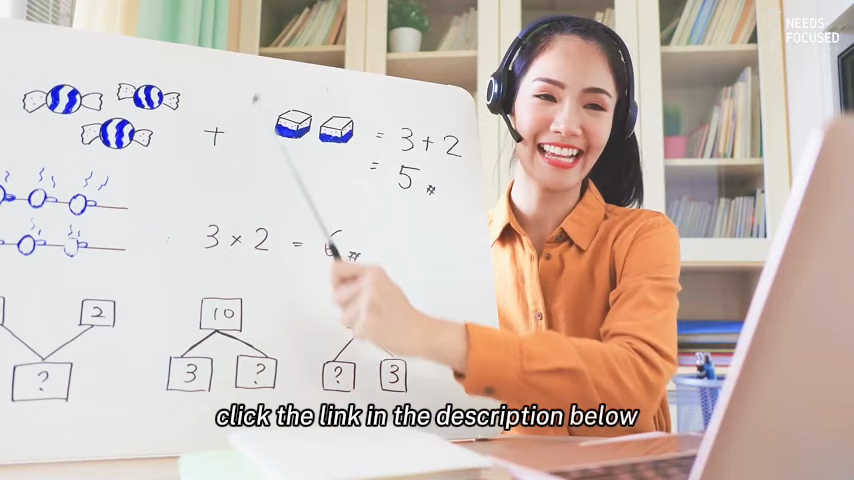 NEEDS
FOCUSED
+ = 3 + 2
= 5 #
3 × 2 = 6 #
2 10
? 3 ? ? 3
click the link in the description below